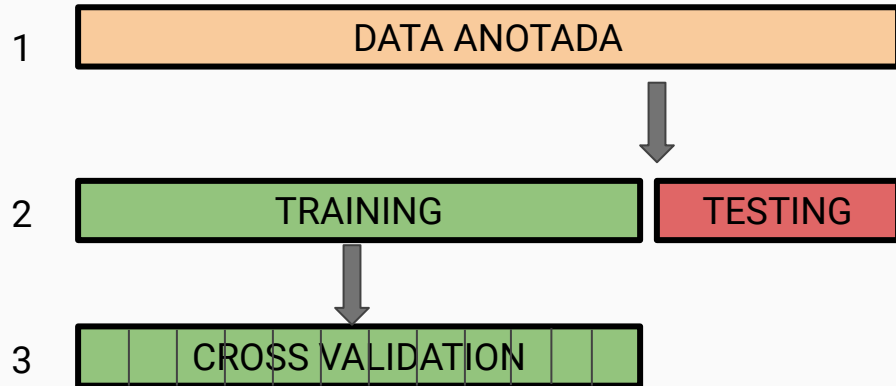 1 DATA ANOTADA
2 TRAINING TESTING
3 CROSS VALIDATION